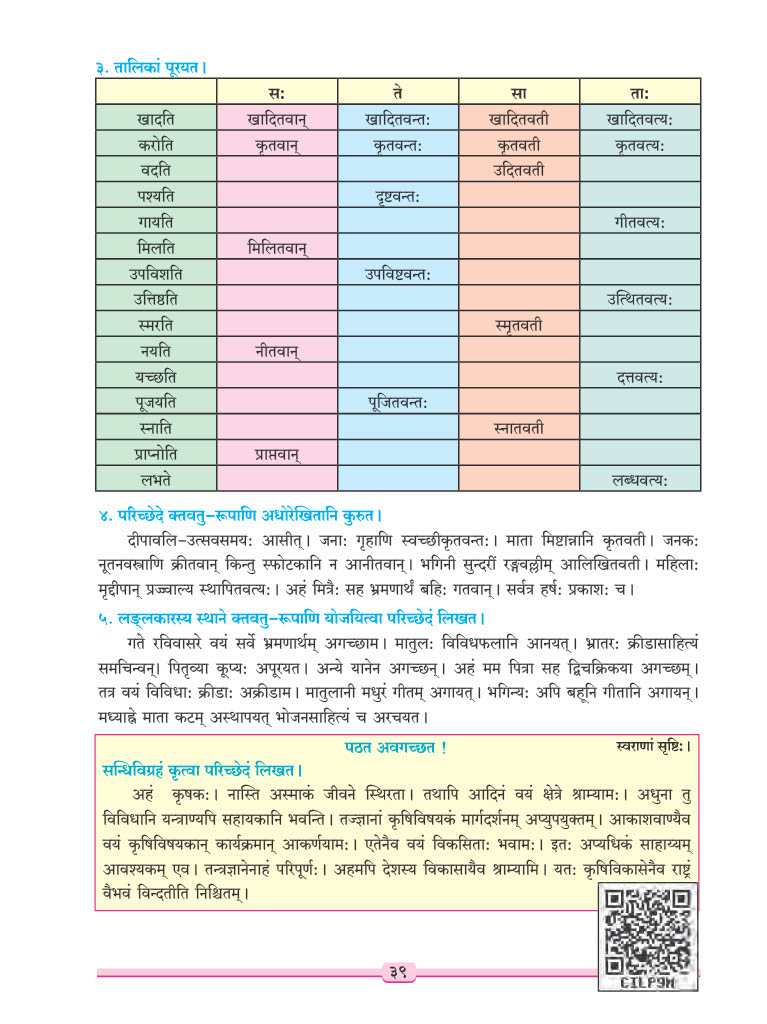 ३. तालिकां पूरयत।
स: ते सा ता:
खादति खादितवान् खादितवन्त: खादितवती खादितवत्य:
करोति कृतवान् कृतवन्त: कृतवती कृतवत्य:
वदति उदितवती
पश्यति दृष्टवन्त:
गायति गीतवत्य:
मिलति मिलितवान्
उपविशति उपविष्टवन्त:
उत्तिष्ठति उत्थितवत्य:
स्मरति स्मृतवती
नयति नीतवान्
यच्छति दत्तवत्य:
पूजयति पूजितवन्त:
स्नाति स्नातवती
प्राप्नोति प्राप्तवान्
लभते लब्धवत्य:
४. परिच्छेदे क्तवतु-रूपाणि अधोरेखितानि कुरुत।
दीपावलि-उत्सवसमय: आसीत्। जना: गृहाणि स्वच्छीकृतवन्त:। माता मिष्टान्नानि कृतवती। जनक:
नूतनवस्त्राणि क्रीतवान् किन्तु स्फोटकानि न आनीतवान्। भगिनी सुन्दरीं रङ्गवल्लीम् आलिखितवती। महिला:
मृद्दीपान् प्रज्ज्वाल्य स्थापितवत्य:। अहं मित्रै: सह भ्रमणार्थं बहि: गतवान्। सर्वत्र हर्ष: प्रकाश: च।
५. लङ्लकारस्य स्थाने क्तवतु-रूपाणि योजयित्वा परिच्छेदं लिखत।
गते रविवासरे वयं सर्वे भ्रमणार्थम् अगच्छाम। मातुल: विविधफलानि आनयत्। भ्रातर: क्रीडासाहित्यं
समचिन्वन्। पितृव्या कूप्य: अपूरयत। अन्ये यानेन अगच्छन्। अहं मम पित्रा सह द्विचक्रिकया अगच्छम्।
तत्र वयं विविधा: क्रीडा: अक्रीडाम। मातुलानी मधुरं गीतम् अगायत्। भगिन्य: अपि बहूनि गीतानि अगायन्।
मध्याह्ने माता कटम् अस्थापयत् भोजनसाहित्यं च अरचयत।
पठत अवगच्छत ! स्वराणां सृष्टि:।
सन्धिविग्रहं कृत्वा परिच्छेदं लिखत।
अहं कृषक:। नास्ति अस्माकं जीवने स्थिरता। तथापि आदिनं वयं क्षेत्रे श्राम्याम:। अधुना तु
विविधानि यन्त्राण्यपि सहायकानि भवन्ति। तज्ज्ञानां कृषिविषयकं मार्गदर्शनम् अप्युपयुक्तम्। आकाशवाण्यैव
वयं कृषिविषयकान् कार्यक्रमान् आकर्णयाम:। एतेनैव वयं विकसिता: भवाम:। इत: अप्यधिकं साहाय्यम्
आवश्यकम् एव। तन्त्रज्ञानेनाहं परिपूर्ण:। अहमपि देशस्य विकासायैव श्राम्यामि। यत: कृषिविकासेनैव राष्ट्रं
वैभवं विन्दतीति निश्चितम्।
CILP9M
३९